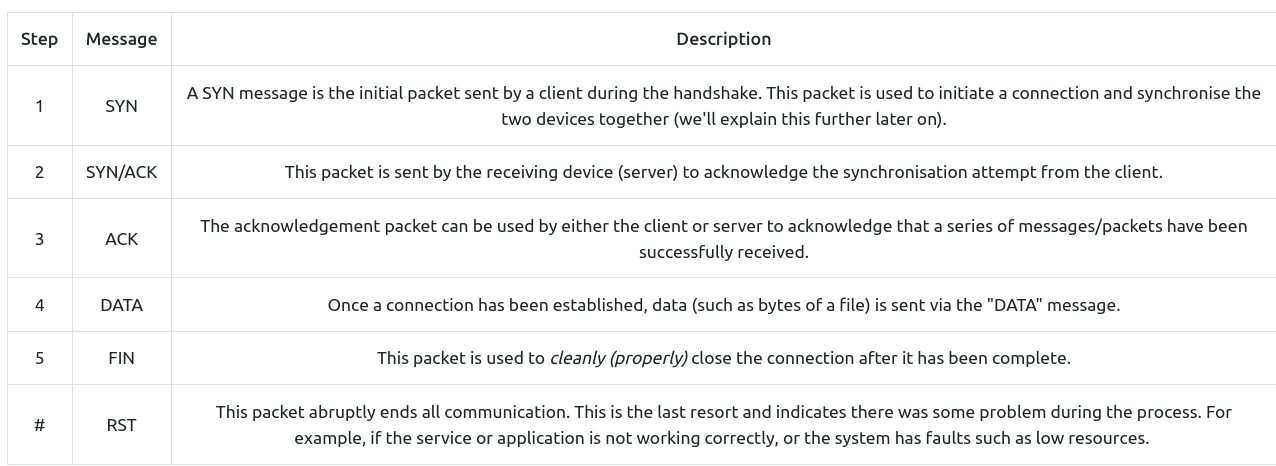 Step Message Description
1 SYN A SYN message is the initial packet sent by a client during the handshake. This packet is used to initiate a connection and synchronise the
two devices together (we'll explain this further later on).
2 SYN/ACK This packet is sent by the receiving device (server) to acknowledge the synchronisation attempt from the client.
3 ACK The acknowledgement packet can be used by either the client or server to acknowledge that a series of messages/packets have been
successfully received.
4 DATA Once a connection has been established, data (such as bytes of a file) is sent via the "DATA" message.
5 FIN This packet is used to cleanly (properly) close the connection after it has been complete.
# RST This packet abruptly ends all communication. This is the last resort and indicates there was some problem during the process. For
example, if the service or application is not working correctly, or the system has faults such as low resources.